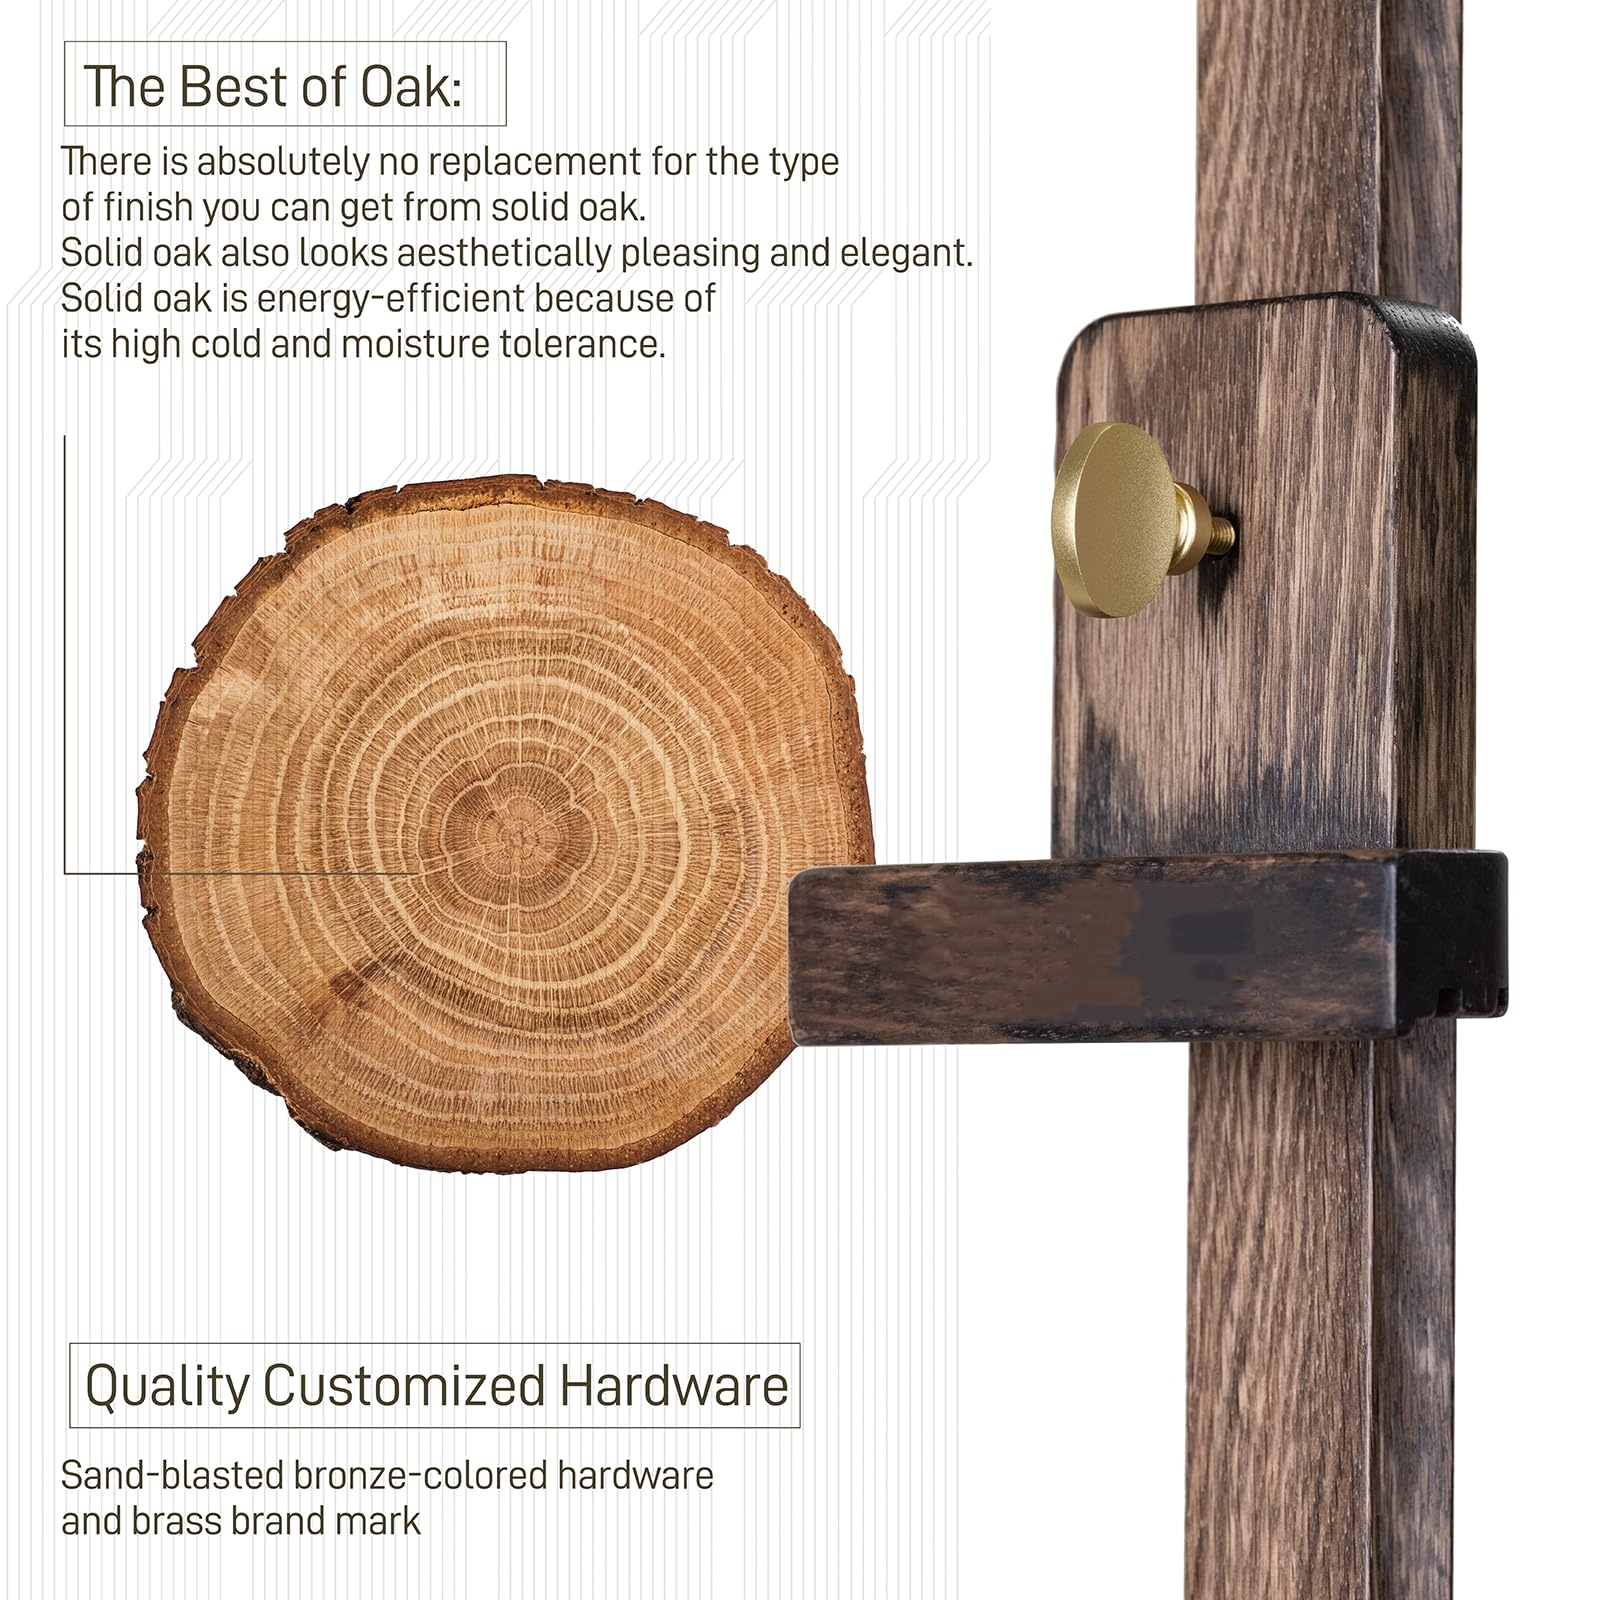 The Best of Oak:
There is absolutely no replacement for the type
of finish you can get from solid oak.
Solid oak also looks aesthetically pleasing and elegant.
Solid oak is energy-efficient because of
its high cold and moisture tolerance.
Quality Customized Hardware
Sand-blasted bronze-colored hardware
and brass brand mark